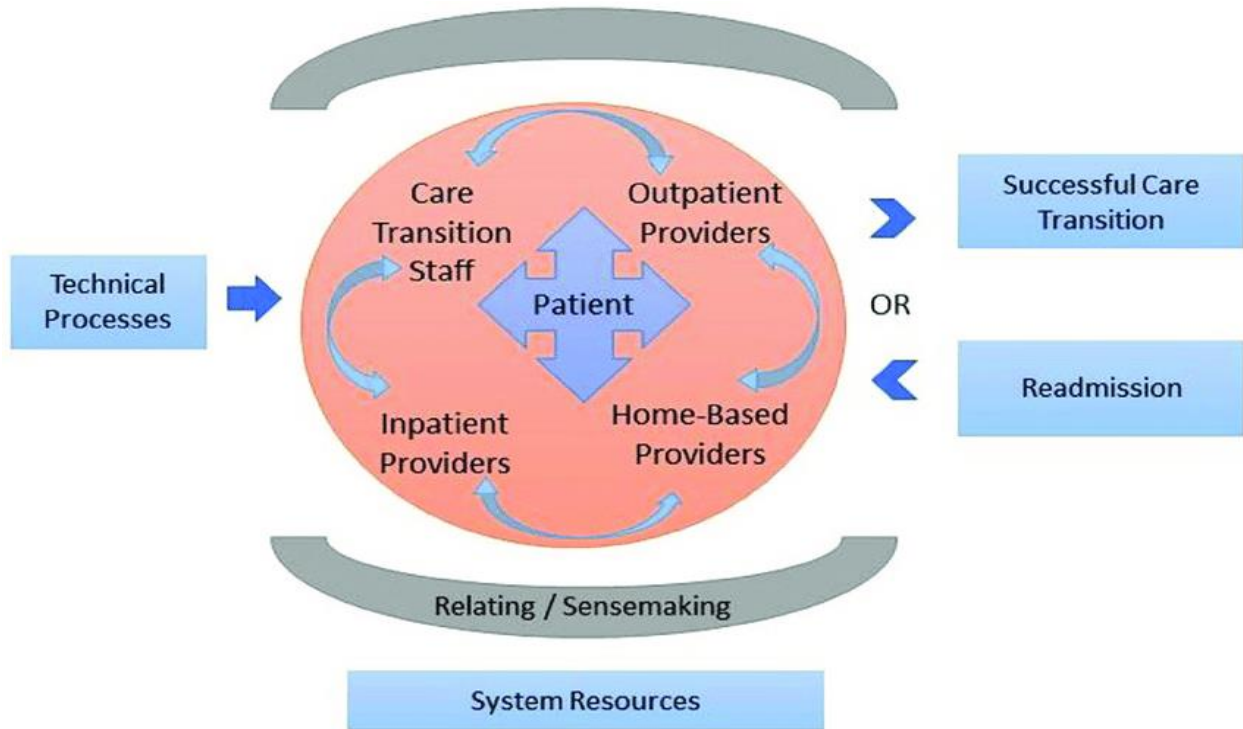 Care
Transition
Staff
Outpatient
Providers
Technical
Processes
Patient
Successful Care
Transition
OR
Readmission
Inpatient
Providers
Home-Based
Providers
Relating / Sensemaking
System Resources